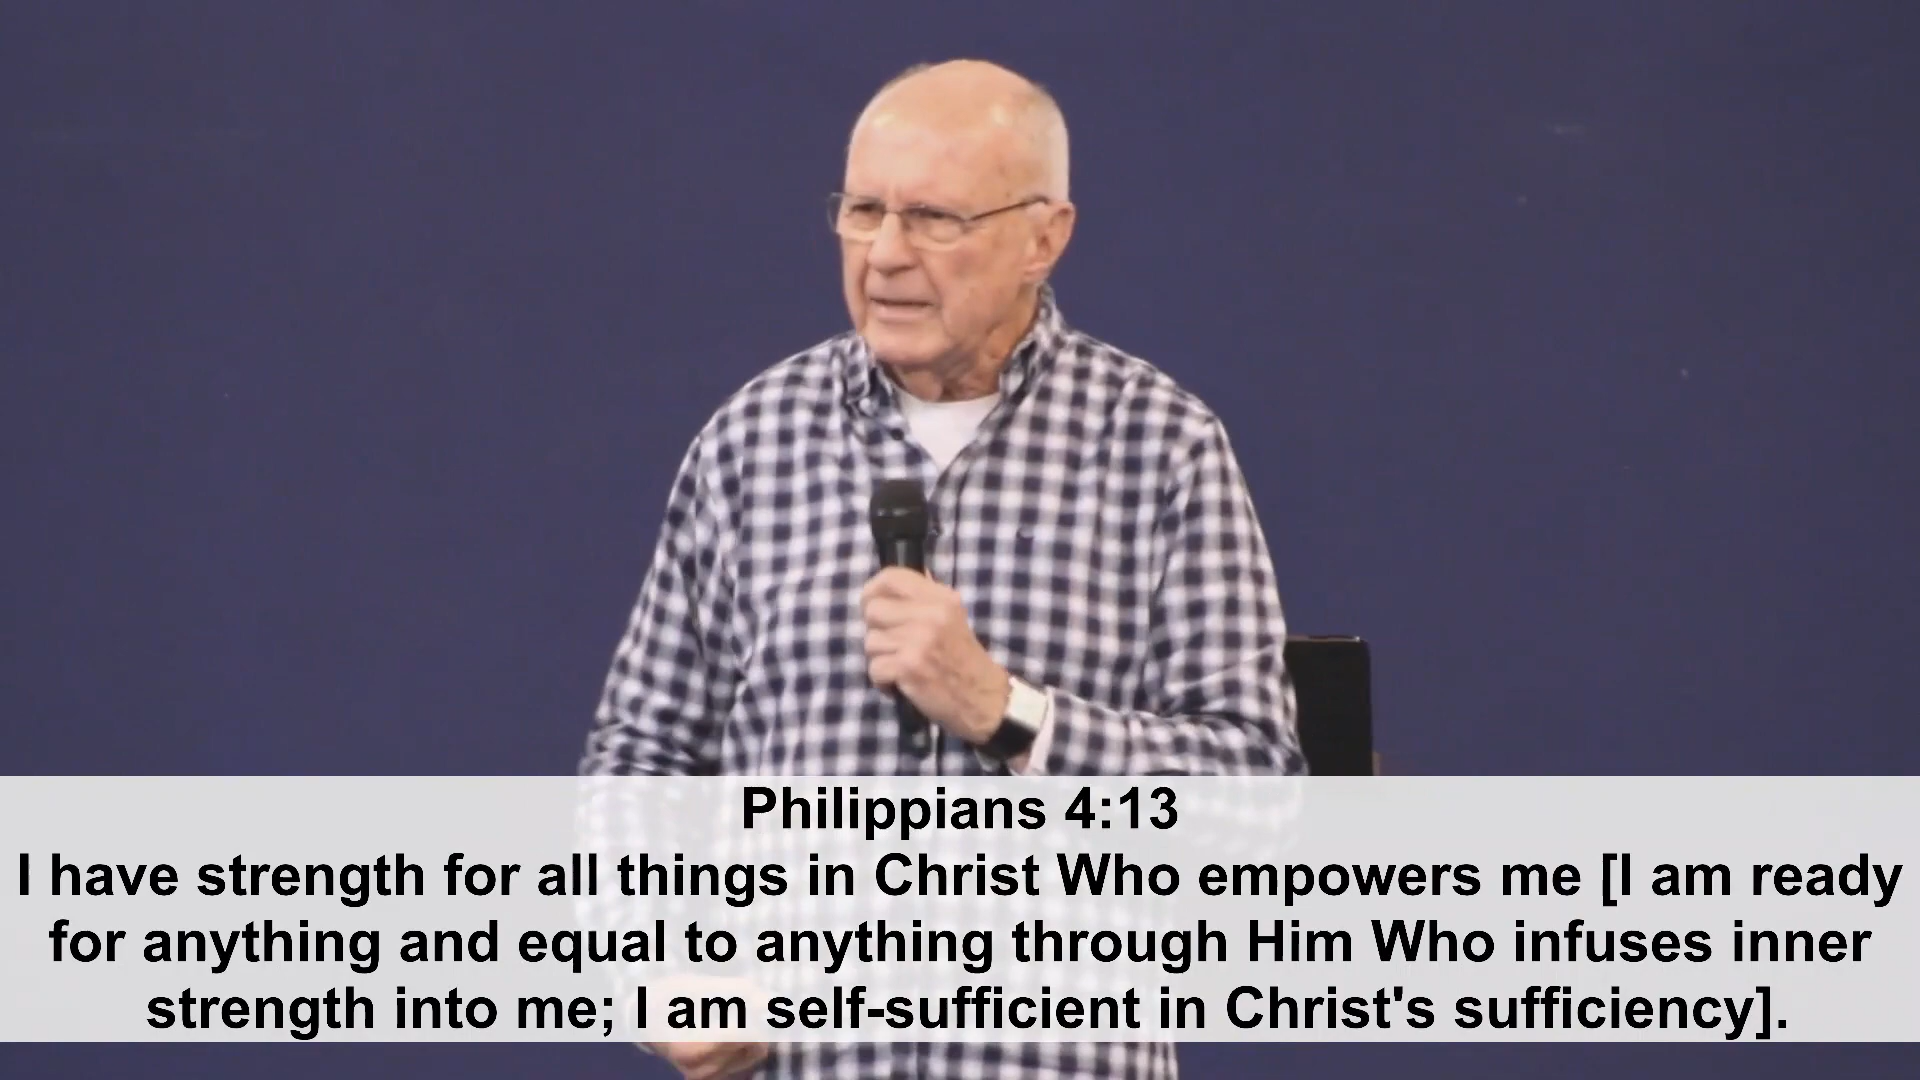 Philippians 4:13
I have strength for all things in Christ Who empowers me [I am ready
for anything and equal to anything through Him Who infuses inner
strength into me; I am self-sufficient in Christ's sufficiency].